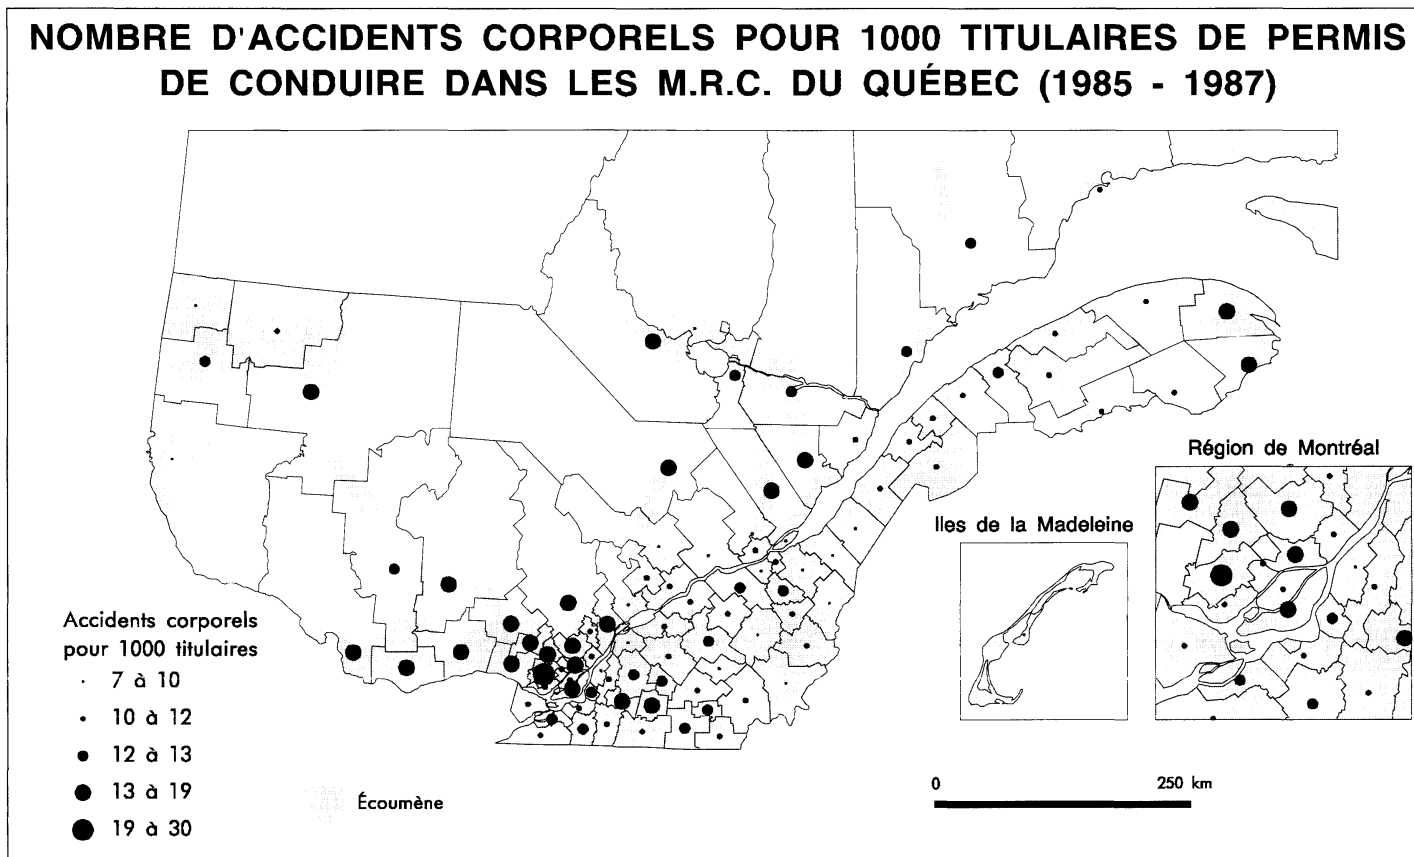 NOMBRE D'ACCIDENTS CORPORELS POUR 1000 TITULAIRES DE PERMIS
DE CONDUIRE DANS LES M.R.C. DU QUÉBEC (1985 - 1987)
Région de Montréal
Iles de la Madeleine
Accidents corporels
pour 1000 titulaires
7 à 10
10 à 12
12 à 13
13 à 19
19 à 30
Écoumène
0 250 km